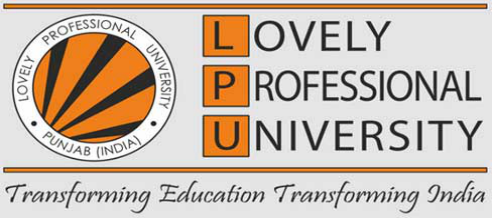 LOVELY PROFESSIONAL UNIVERSITY
• PUNJAB (INDIA) •
LOVELY
PROFESSIONAL
UNIVERSITY
Transforming Education Transforming India